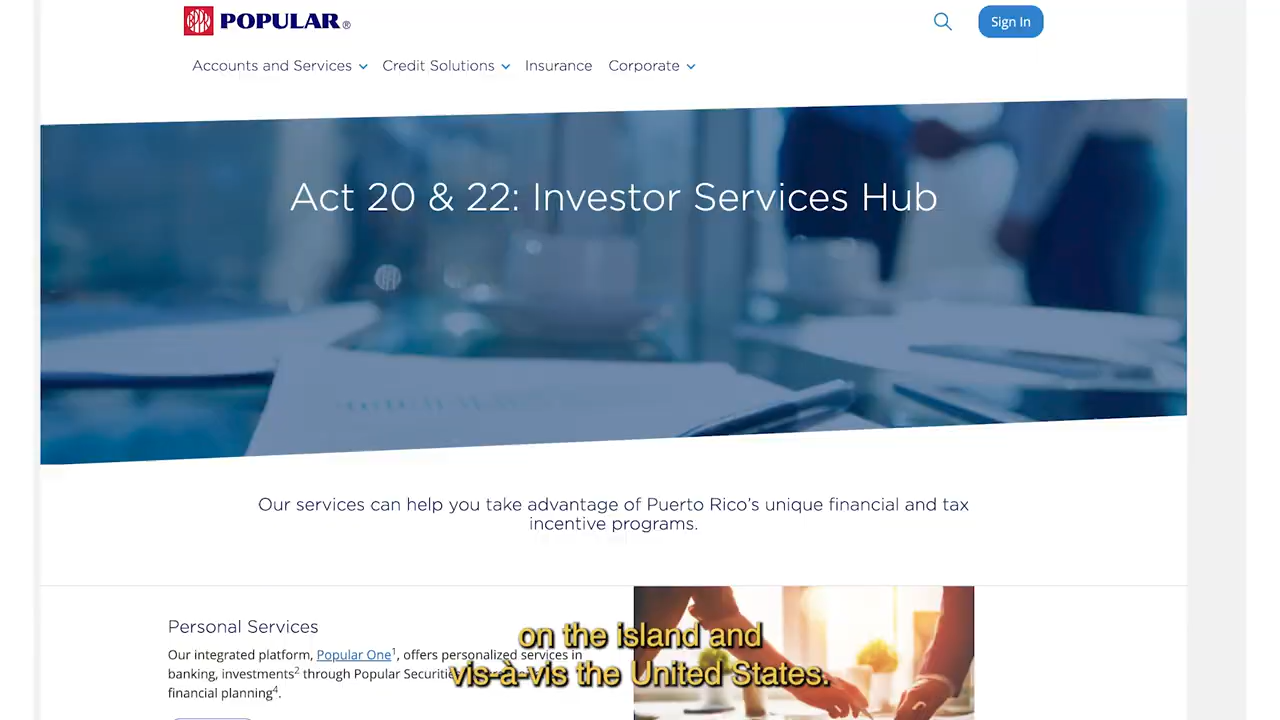 POPULAR®
Sign In
Accounts and Services
Credit Solutions
Insurance
Corporate
Act 20 & 22: Investor Services Hub
Our services can help you take advantage of Puerto Rico's unique financial and tax
incentive programs.
Personal Services
Our integrated platform, Popular One¹, offers personalized services in
banking, investments² through Popular
financial planning⁴.
on the island and
vis-à-vis the United States.